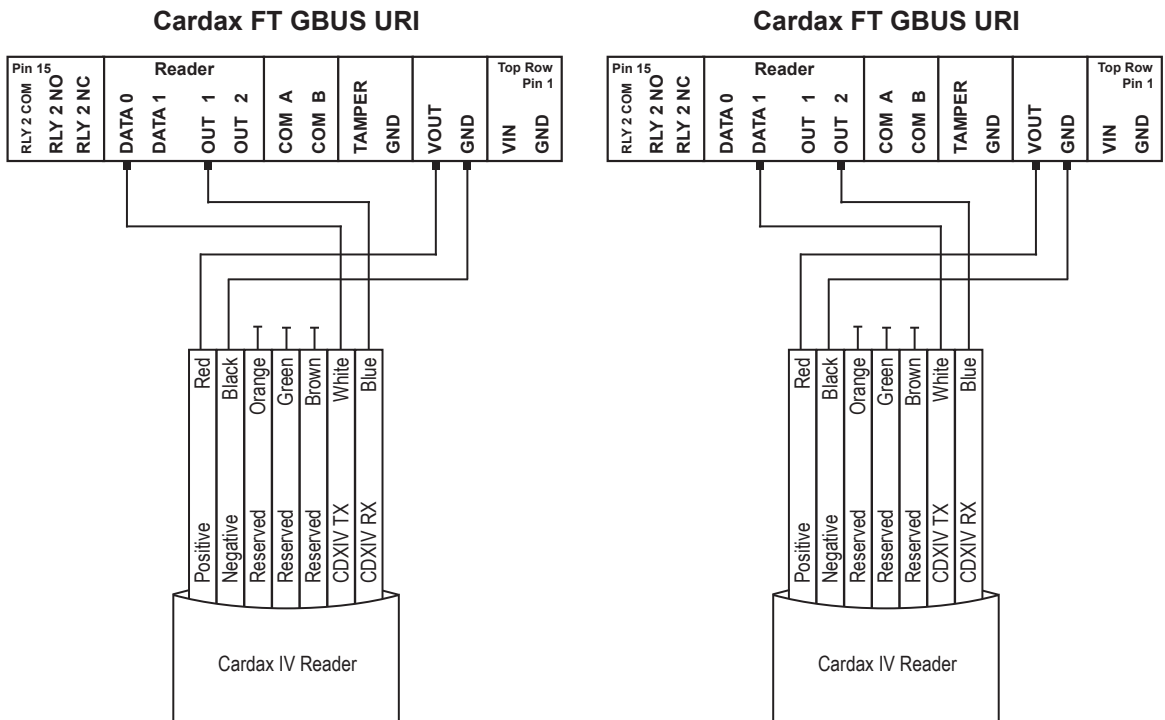 Cardax FT GBUS URI
Pin 15
Reader
Top Row
Pin 1
RLY 2 COM
RLY 2 NO
RLY 2 NC
DATA 0
DATA 1
OUT 1
OUT 2
COM A
COM B
TAMPER
GND
VOUT
GND
VIN
GND
Red
Black
Orange
Green
Brown
White
Blue
Positive
Negative
Reserved
Reserved
Reserved
CDXIV TX
CDXIV RX
Cardax IV Reader
Cardax FT GBUS URI
Pin 15
Reader
Top Row
Pin 1
RLY 2 COM
RLY 2 NO
RLY 2 NC
DATA 0
DATA 1
OUT 1
OUT 2
COM A
COM B
TAMPER
GND
VOUT
GND
VIN
GND
Red
Black
Orange
Green
Brown
White
Blue
Positive
Negative
Reserved
Reserved
Reserved
CDXIV TX
CDXIV RX
Cardax IV Reader